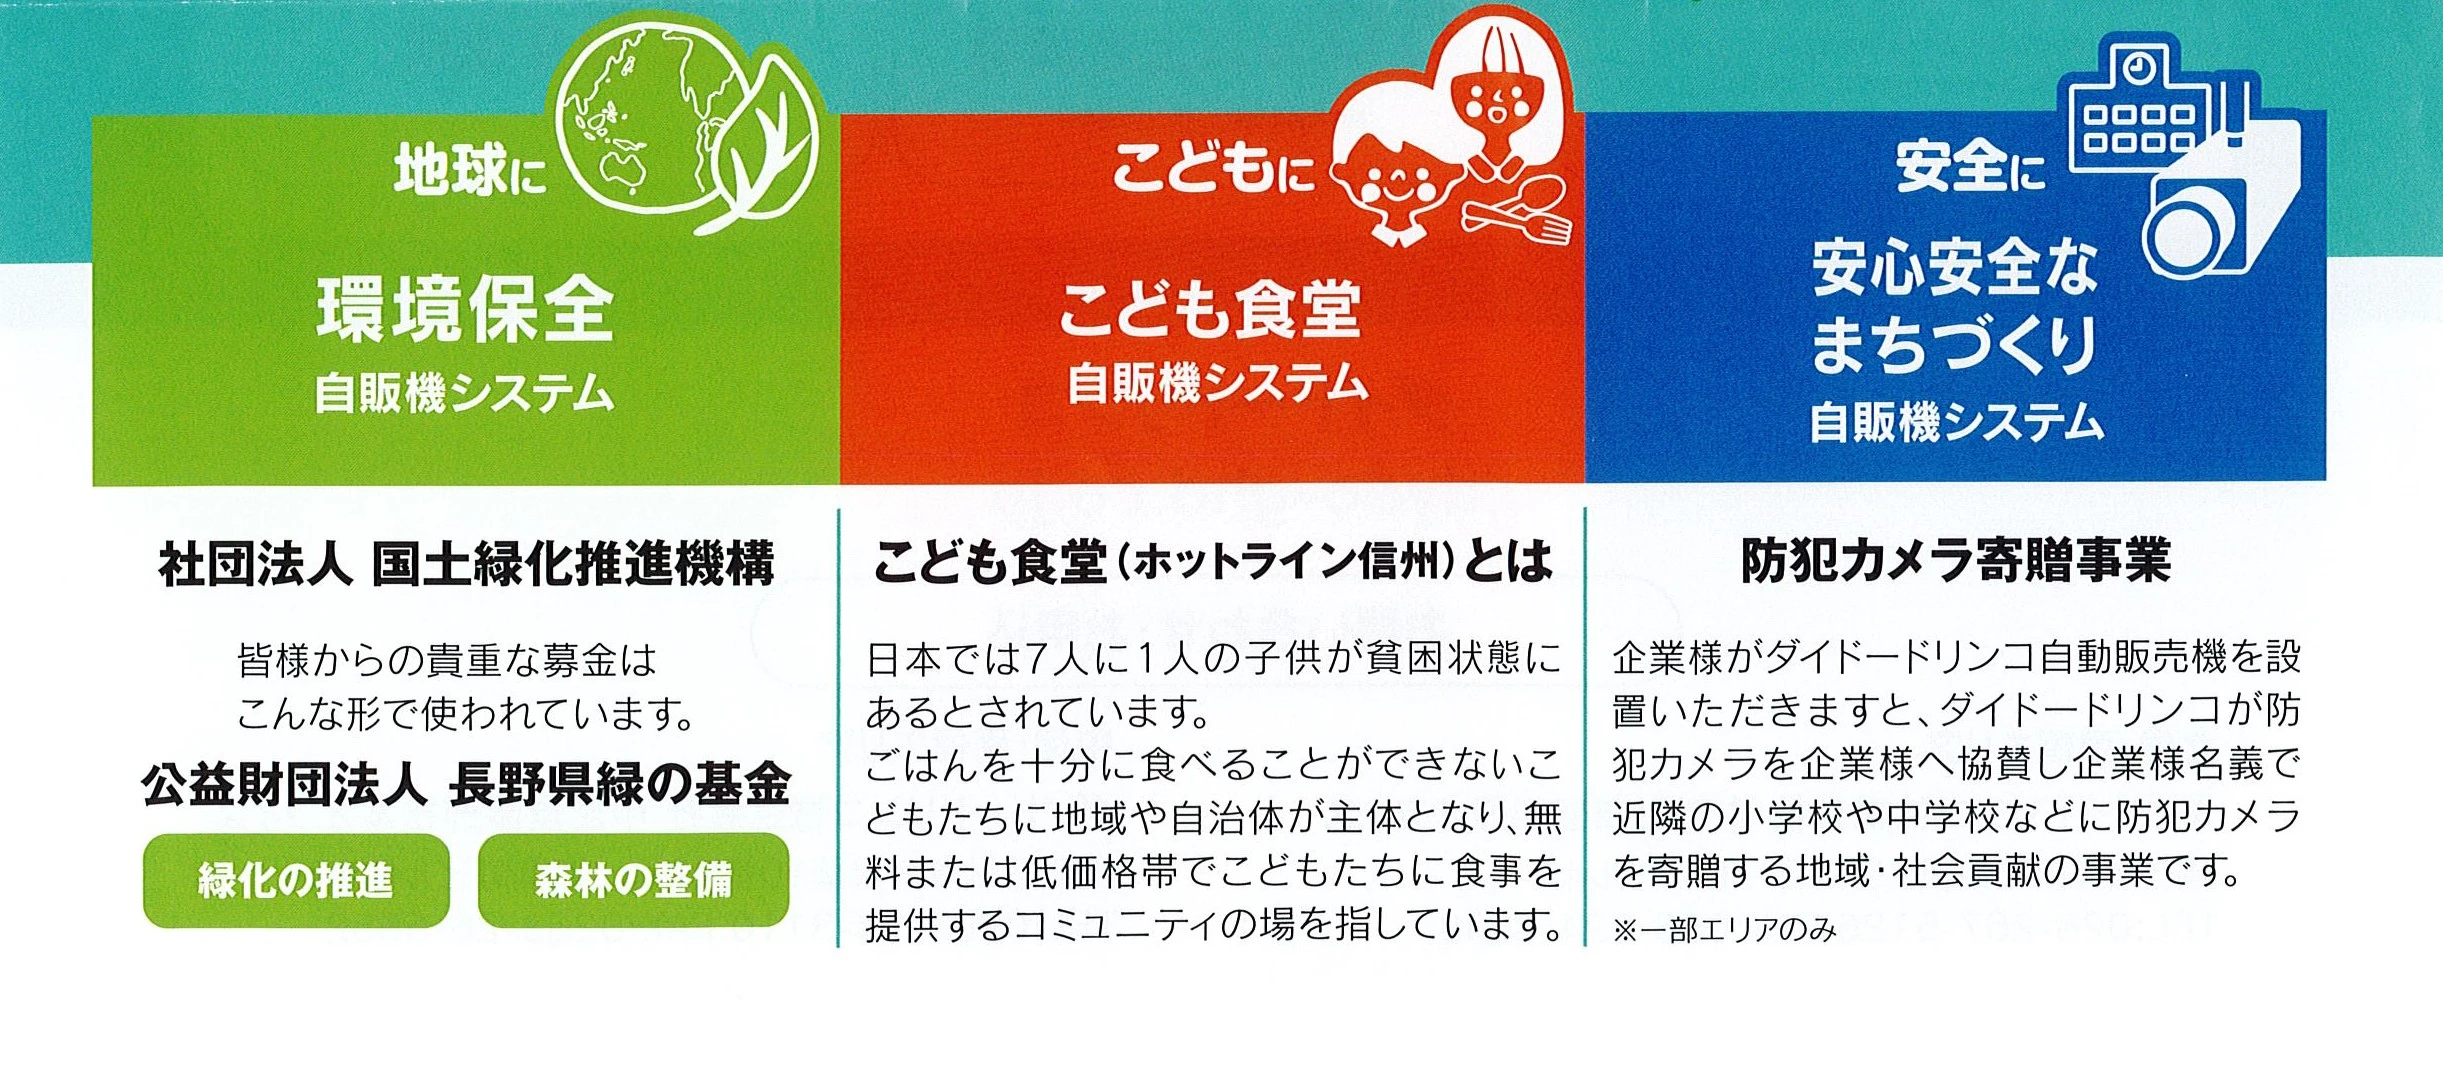 地球に
環境保全
自販機システム
社団法人 国土緑化推進機構
皆様からの貴重な募金は
こんな形で使われています。
公益財団法人 長野県緑の基金
緑化の推進
森林の整備
こどもに
こども食堂
自販機システム
こども食堂(ホットライン信州)とは
日本では7人に1人の子供が貧困状態に
あるとされています。
ごはんを十分に食べることができないこ
どもたちに地域や自治体が主体となり、無
料または低価格帯でこどもたちに食事を
提供するコミュニティの場を指しています。
安全に
安心安全な
まちづくり
自販機システム
防犯カメラ寄贈事業
企業様がダイドードリンコ自動販売機を設
置いただきますと、ダイドードリンコが防
犯カメラを企業様へ協賛し企業様名義で
近隣の小学校や中学校などに防犯カメラ
を寄贈する地域・社会貢献の事業です。
※一部エリアのみ